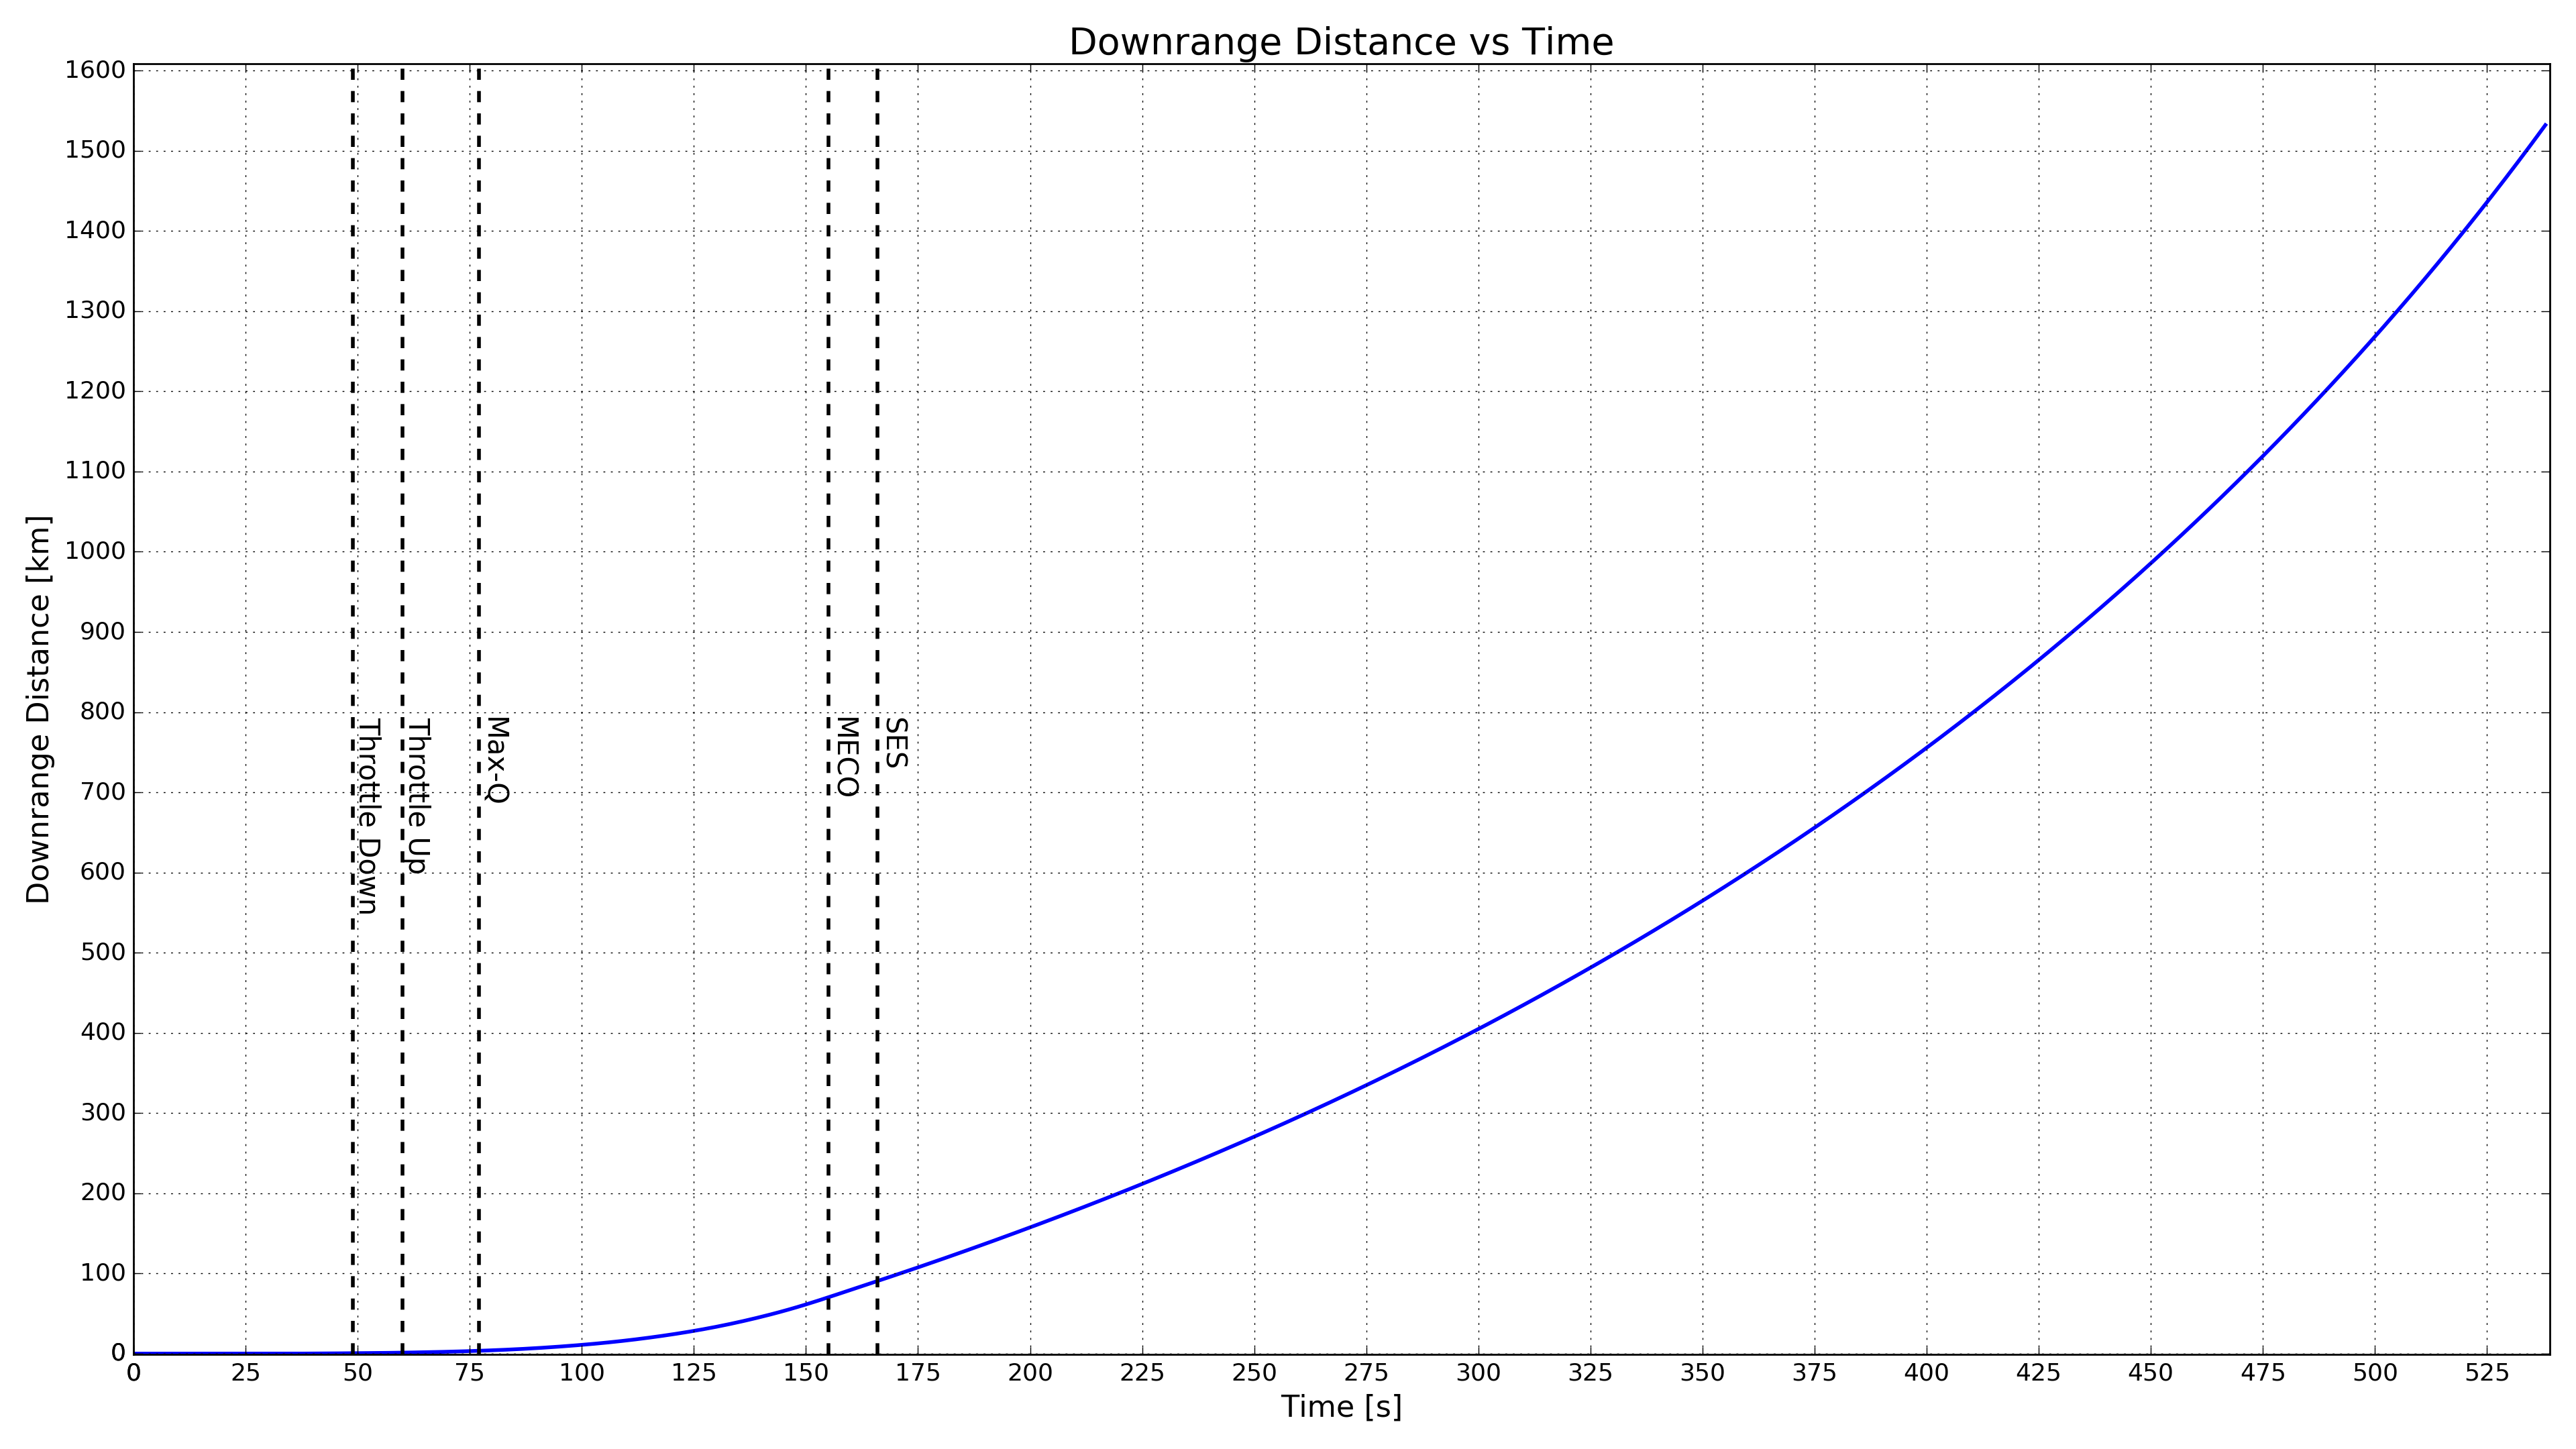 Downrange Distance vs Time
Downrange Distance [km]
1600
1500
1400
1300
1200
1100
1000
900
800
700
600
500
400
300
200
100
0
Throttle Down
Throttle Up
Max-Q
MECO
SES
0 25 50 75 100 125 150 175 200 225 250 275 300 325 350 375 400 425 450 475 500 525
Time [s]